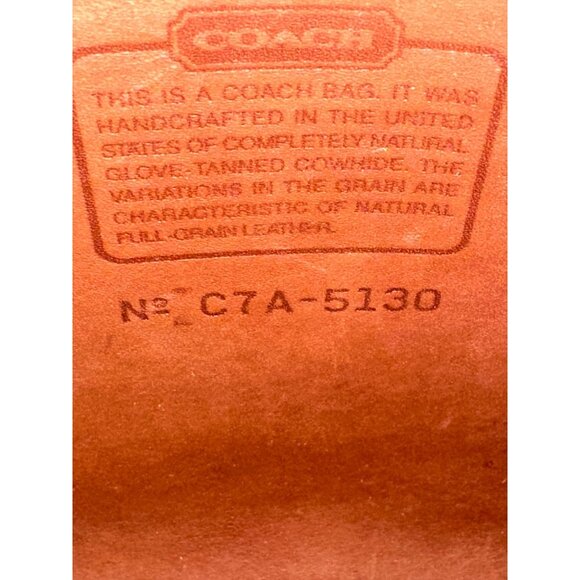 COACH
THIS IS A COACH BAG. IT WAS
HANDCRAFTED IN THE UNITED
STATES OF COMPLETELY NATURAL
GLOVE-TANNED COWHIDE. THE
VARIATIONS IN THE GRAIN ARE
CHARACTERISTIC OF NATURAL
FULL-GRAIN LEATHER.
Nº C7A-5130